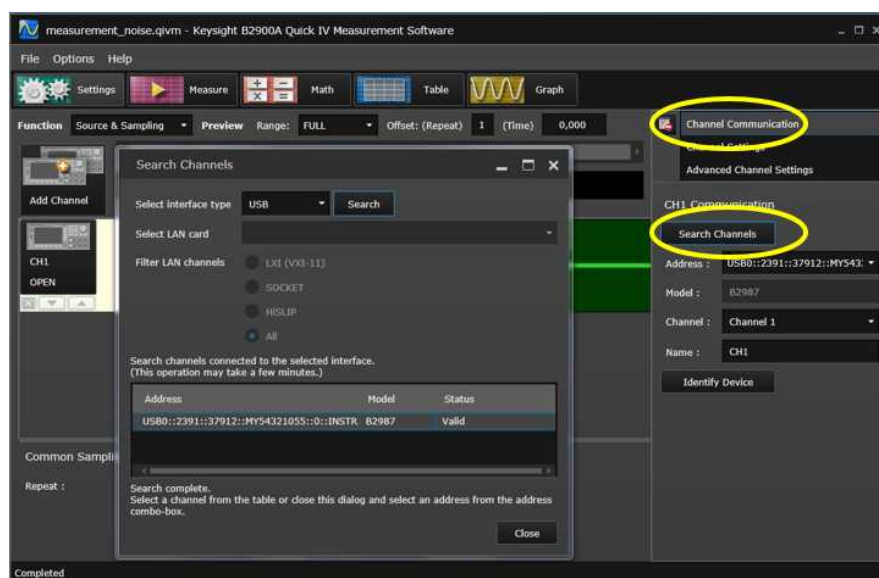 measurement_noise.qivm - Keysight B2900A Quick IV Measurement Software
File Options Help
Settings Measure Math Table Graph
Function Source & Sampling Preview Range: FULL Offset: (Repeat) 1 (Time) 0,000
Channel Communication
Advanced Channel Settings
Add Channel
CH1
OPEN
Common Sampli
Repeat :
Search Channels
Select interface type USB Search
Select LAN card
Filter LAN channels LXI (VXI-11)
SOCKET
HiSLIP
All
Search channels connected to the selected interface.
(This operation may take a few minutes.)
Address Model Status
USB0::2391::37912::MY54321055::0::INSTR B2987 Valid
Search complete.
Select a channel from the table or close this dialog and select an address from the address
combo-box.
Close
CH1 Communication
Search Channels
Address : USB0::2391::37912::MY543
Model : B2987
Channel : Channel 1
Name : CH1
Identify Device
Completed